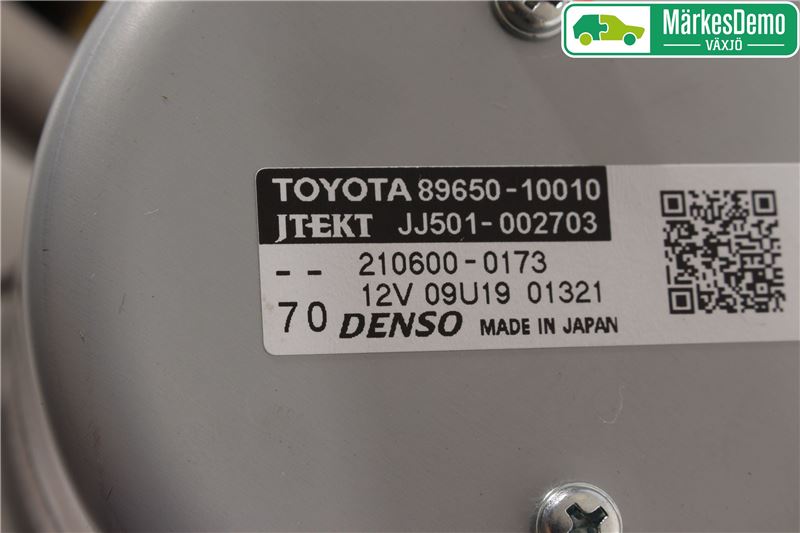 MärkesDemo
VÄXJÖ
TOYOTA 89650-10010
JTEKT JJ501-002703
-- 210600-0173
12V 09U19 01321
70 DENSO MADE IN JAPAN